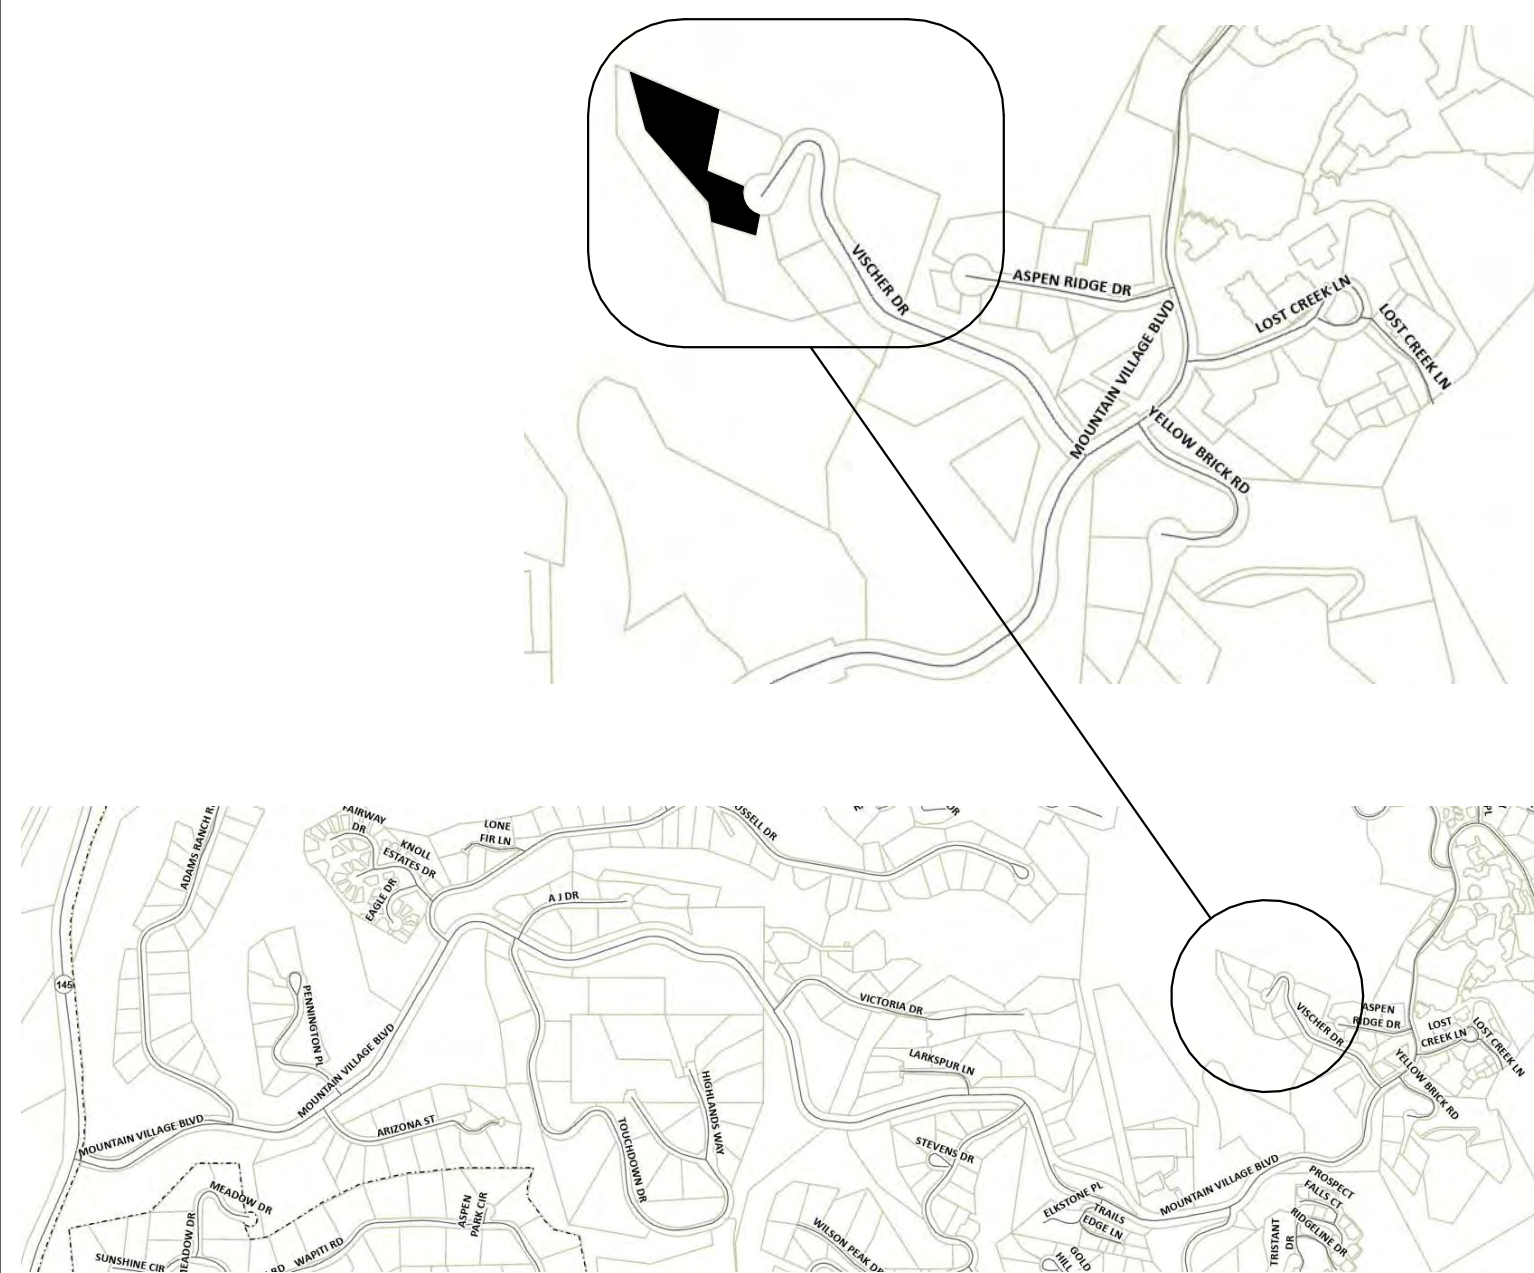 VISCHER DR
ASPEN RIDGE DR
MOUNTAIN VILLAGE BLVD
LOST CREEK LN
LOST CREEK LN
YELLOW BRICK RD
ADAMS RANCH
FAIRWAY
DR
KNOLL
ESTATES DR
EAGLE DR
LONE
FIR LN
DR
A J DR
145
PENNINGTON PL
MOUNTAIN VILLAGE BLVD
MOUNTAIN VILLAGE BLVD
ARIZONA ST
MEADOW DR
DR
SUNSHINE CIR
RD
WAPITI RD
ASPEN
PARK CIR
TOUCHDOWN DR
HIGHLANDS WAY
VICTORIA DR
LARKSPUR LN
STEVENS DR
WILSON PEAK DR
ELKSTONE PL
TRAILS
EDGE LN
GOLD
HILL
MOUNTAIN VILLAGE BLVD
PROSPECT
FALLS CT
RIDGELINE DR
TRISTANT
DR
VISCHER DR
ASPEN
RIDGE DR
LOST
CREEK LN
LOST CREEK LN
YELLOW BRICK RD
PL